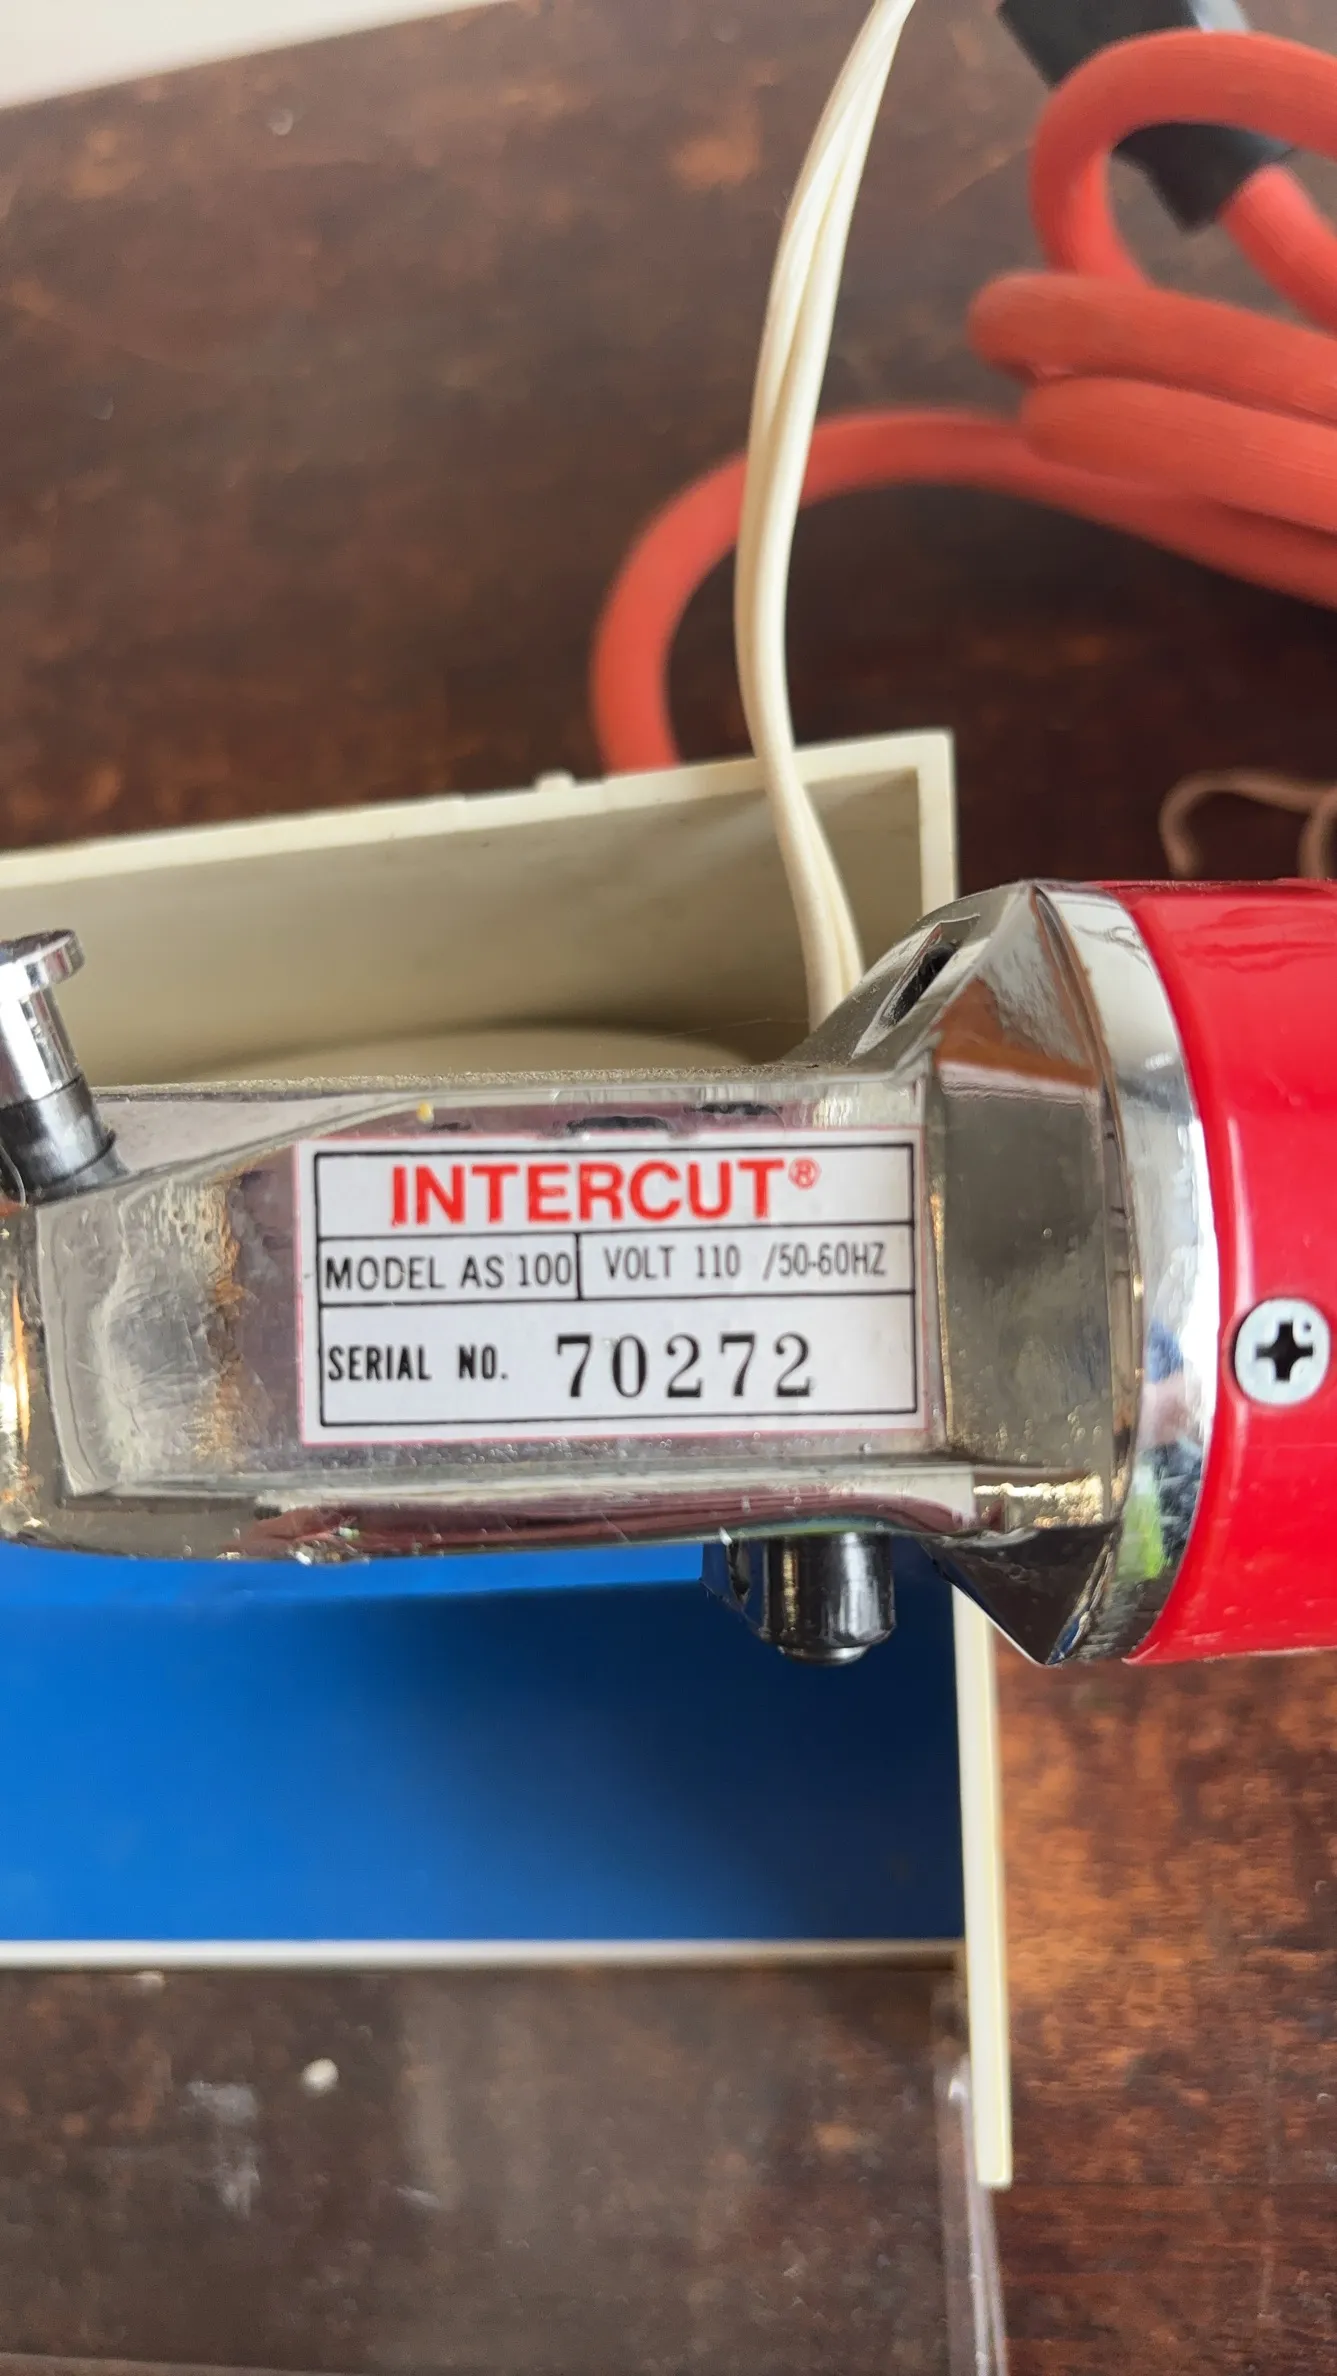 INTERCUT®
MODEL AS 100 VOLT 110 /50-60HZ
SERIAL NO. 70272